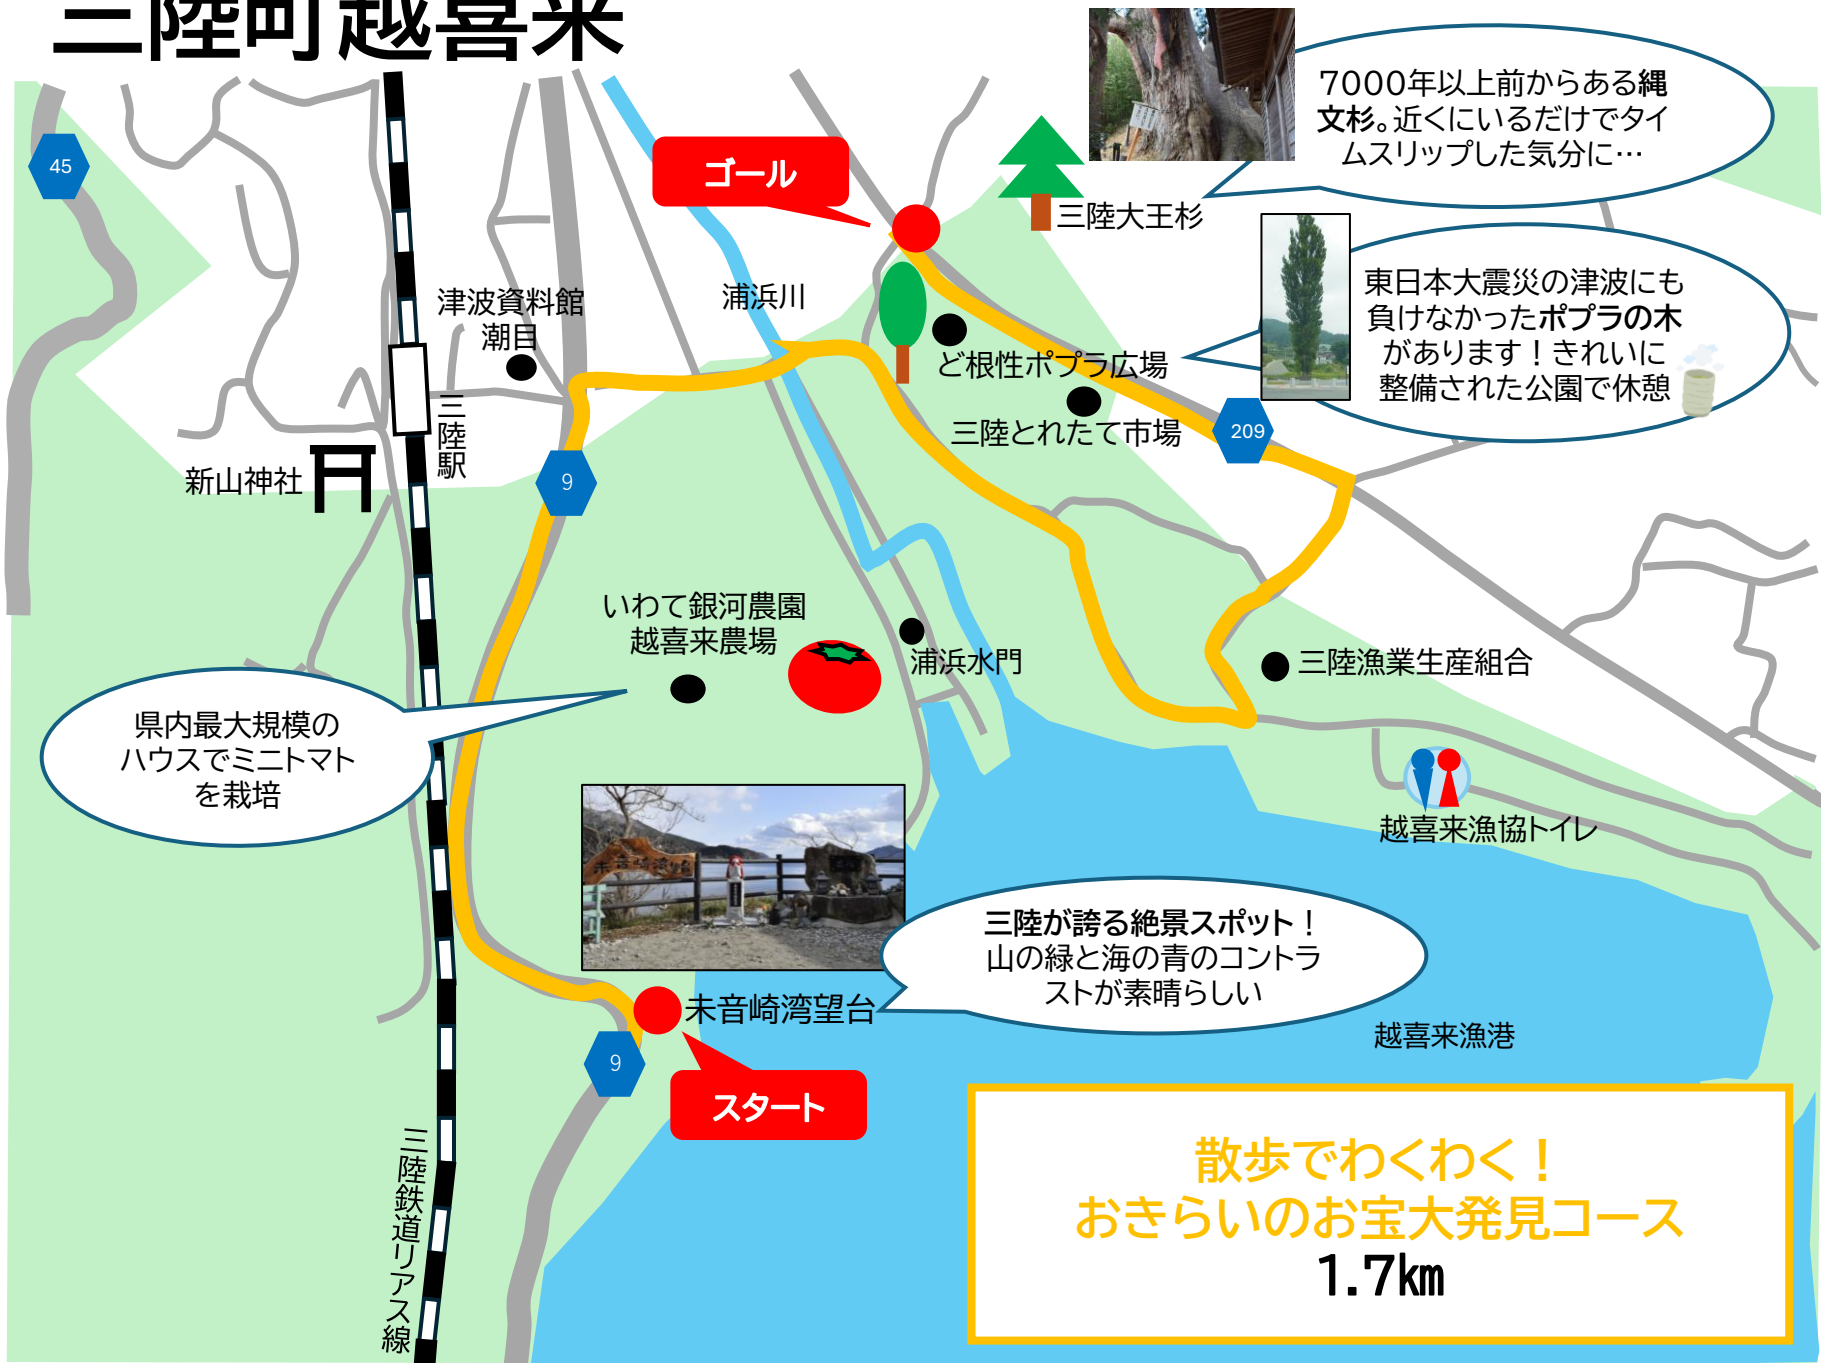 三陸町越喜来
7000年以上前からある縄
文杉。近くにいるだけでタイ
ムスリップした気分に…
45
ゴール
三陸大王杉
東日本大震災の津波にも
負けなかったポプラの木
があります！きれいに
整備された公園で休憩
津波資料館
潮目
浦浜川
ど根性ポプラ広場
三陸とれたて市場
209
三陸駅
新山神社
9
いわて銀河農園
越喜来農場
浦浜水門
三陸漁業生産組合
県内最大規模の
ハウスでミニトマト
を栽培
越喜来漁協トイレ
三陸が誇る絶景スポット！
山の緑と海の青のコントラ
ストが素晴らしい
未音崎湾望台
越喜来漁港
9
スタート
三陸鉄道リアス線
散歩でわくわく！
おきらいのお宝大発見コース
1.7km